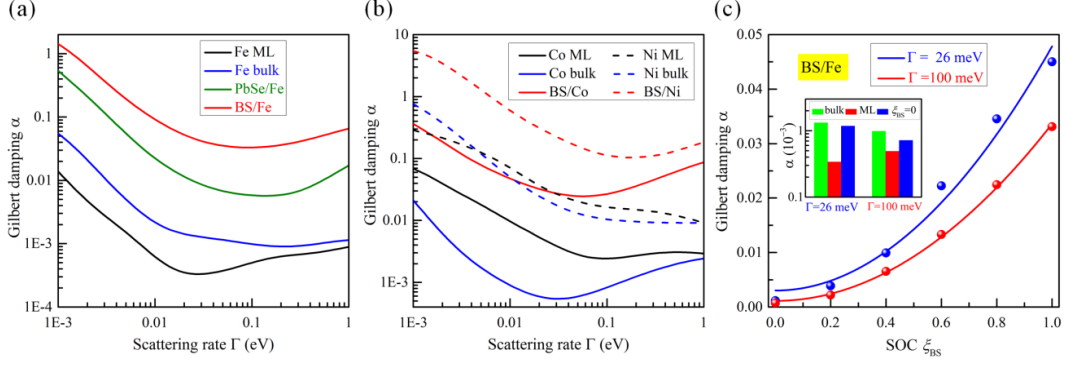 (a)
Gilbert damping α
1
0.1
0.01
1E-3
1E-4
Fe ML
Fe bulk
PbSe/Fe
BS/Fe
1E-3 0.01 0.1 1
Scattering rate Γ (eV)
(b)
Gilbert damping α
10
1
0.1
0.01
1E-3
Co ML Ni ML
Co bulk Ni bulk
BS/Co BS/Ni
1E-3 0.01 0.1 1
Scattering rate Γ (eV)
(c)
Gilbert damping α
0.05
0.04
0.03
0.02
0.01
0.00
BS/Fe
Γ = 26 meV
Γ =100 meV
bulk ML ξBS=0
α (10⁻³)
1
0.1
Γ=26 meV Γ=100 meV
0.0 0.2 0.4 0.6 0.8 1.0
SOC ξBS